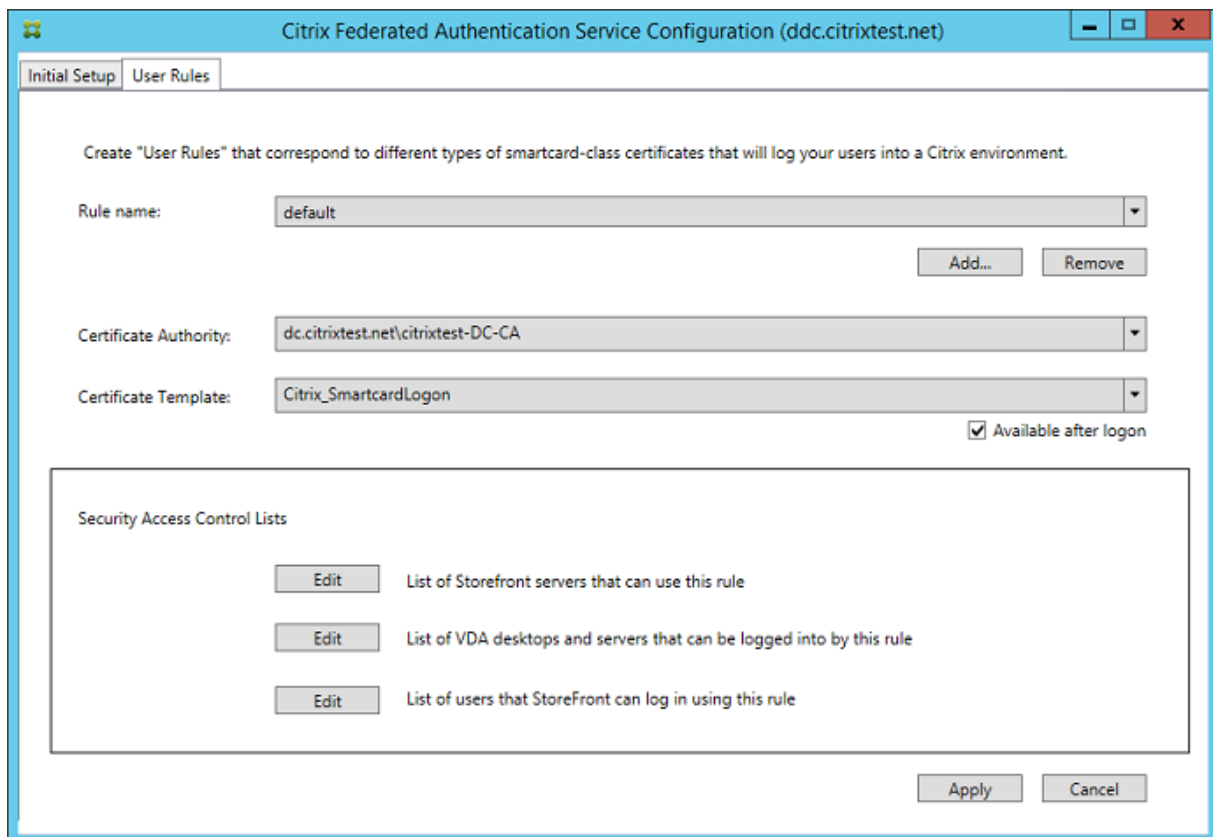 Citrix Federated Authentication Service Configuration (ddc.citrixtest.net)
Initial Setup
User Rules
Create "User Rules" that correspond to different types of smartcard-class certificates that will log your users into a Citrix environment.
Rule name:
default
Add...
Remove
Certificate Authority:
dc.citrixtest.net\citrixtest-DC-CA
Certificate Template:
Citrix_SmartcardLogon
Available after logon
Security Access Control Lists
Edit
List of Storefront servers that can use this rule
Edit
List of VDA desktops and servers that can be logged into by this rule
Edit
List of users that StoreFront can log in using this rule
Apply
Cancel